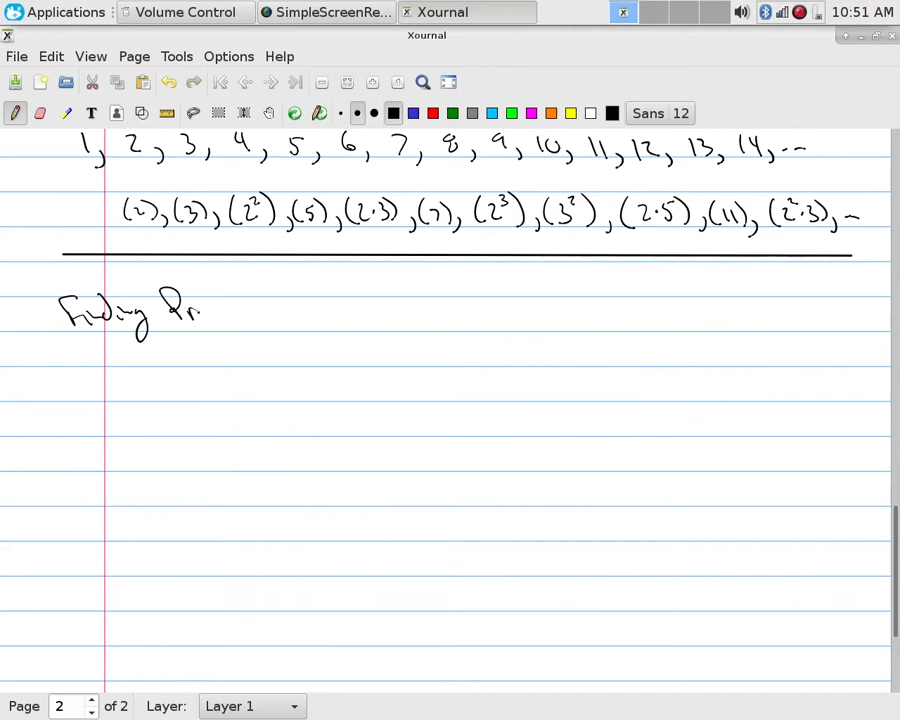 Applications Volume Control SimpleScreenRe... Xournal 10:51 AM
Xournal
File Edit View Page Tools Options Help
Sans 12
1, 2, 3, 4, 5, 6, 7, 8, 9, 10, 11, 12, 13, 14, ...
(2), (3), (2²), (5), (2·3), (7), (2³), (3²), (2·5), (11), (2²·3), ...
Finding Pr
Page 2 of 2 Layer: Layer 1